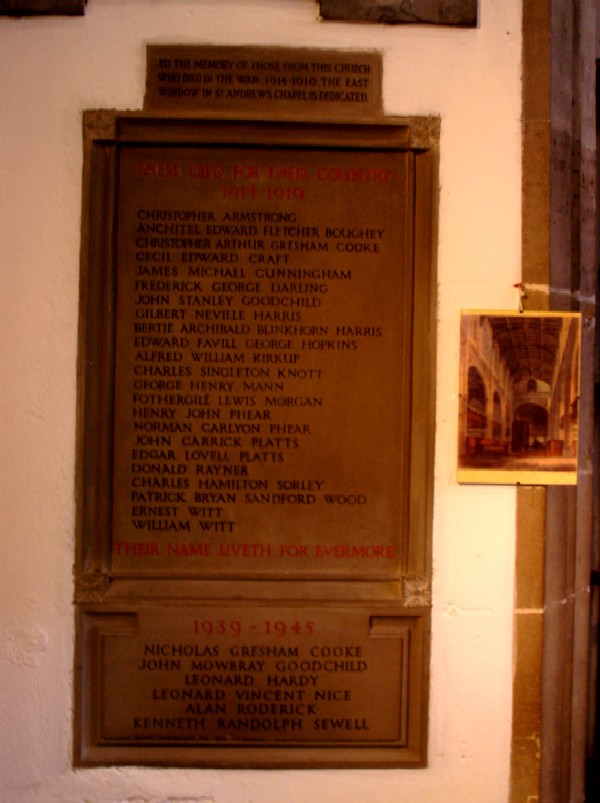 TO THE MEMORY OF THOSE FROM THIS CHURCH
WHO DIED IN THE WAR, 1914-1919, THE EAST
WINDOW IN ST ANDREWS CHAPEL IS DEDICATED.
THESE DIED FOR THEIR COUNTRY
1914-1919
CHRISTOPHER ARMSTRONG
ANCHITEL EDWARD FLETCHER BOUGHEY
CHRISTOPHER ARTHUR GRESHAM COOKE
CECIL EDWARD CRAFT
JAMES MICHAEL CUNNINGHAM
FREDERICK GEORGE DARLING
JOHN STANLEY GOODCHILD
GILBERT NEVILLE HARRIS
BERTIE ARCHIBALD BLINKHORN HARRIS
EDWARD FAVILL GEORGE HOPKINS
ALFRED WILLIAM KIRKUP
CHARLES SINGLETON KNOTT
GEORGE HENRY MANN
FOTHERGILL LEWIS MORGAN
HENRY JOHN PHEAR
NORMAN CARLYON PHEAR
JOHN CARRICK PLATTS
EDGAR LOVELL PLATTS
DONALD RAYNER
CHARLES HAMILTON SORLEY
PATRICK BRYAN SANDFORD WOOD
ERNEST WITT
WILLIAM WITT
THEIR NAME LIVETH FOR EVERMORE
1939-1945
NICHOLAS GRESHAM COOKE
JOHN MOWBRAY GOODCHILD
LEONARD HARDY
LEONARD VINCENT NICE
ALAN RODERICK
KENNETH RANDOLPH SEWELL